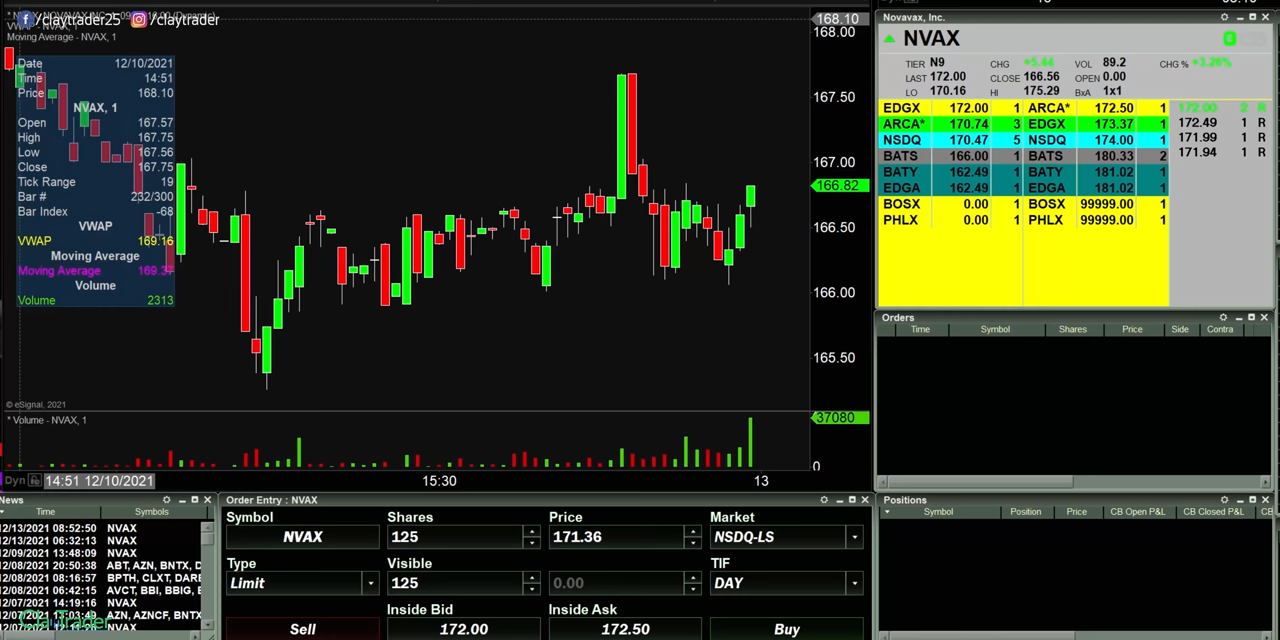 /claytrader25 /claytrader
Moving Average - NVAX, 1
Date 12/10/2021
Time 14:51
Price 168.10
NVAX, 1
Open 167.57
High 167.75
Low 167.56
Close 167.75
Tick Range 19
Bar # 232/300
Bar Index -68
VWAP
VWAP 169.16
Moving Average
Moving Average
Volume
Volume 2313
© eSignal, 2021
* Volume - NVAX, 1
Dyn 14:51 12/10/2021
15:30
13
168.10
168.00
167.50
167.00
166.82
166.50
166.00
165.50
37080
0
Novavax, Inc.
NVAX
TIER N9 CHG +5.44 VOL 89.2 CHG % +3.26%
LAST 172.00 CLOSE 166.56 OPEN 0.00
LO 170.16 HI 175.29 BxA 1x1
EDGX 172.00 1 ARCA* 172.50 1 172.00 2 R
ARCA* 170.74 3 EDGX 173.37 1 172.49 1 R
NSDQ 170.47 5 NSDQ 174.00 1 171.99 1 R
BATS 166.00 1 BATS 180.33 2 171.94 1 R
BATY 162.49 1 BATY 181.02 1
EDGA 162.49 1 EDGA 181.02 1
BOSX 0.00 1 BOSX 99999.00 1
PHLX 0.00 1 PHLX 99999.00 1
Orders
Time Symbol Shares Price Side Contra
Positions
Symbol Position Price CB Open P&L CB Closed P&L CB
News
Time Symbols
12/13/2021 08:52:50 NVAX
12/13/2021 06:32:13 NVAX
12/09/2021 13:48:09 NVAX
12/08/2021 20:50:38 ABT, AZN, BNTX,
12/08/2021 08:16:57 BPTH, CLXT, DARE
12/08/2021 06:42:15 AVCT, BBI, BBIG,
12/07/2021 14:19:16 NVAX
AZN, AZNCF, BNTX,
NVAX
ClayTrader
Order Entry : NVAX
Symbol Shares Price Market
NVAX 125 171.36 NSDQ-LS
Type Visible TIF
Limit 125 0.00 DAY
Inside Bid Inside Ask
Sell 172.00 172.50 Buy